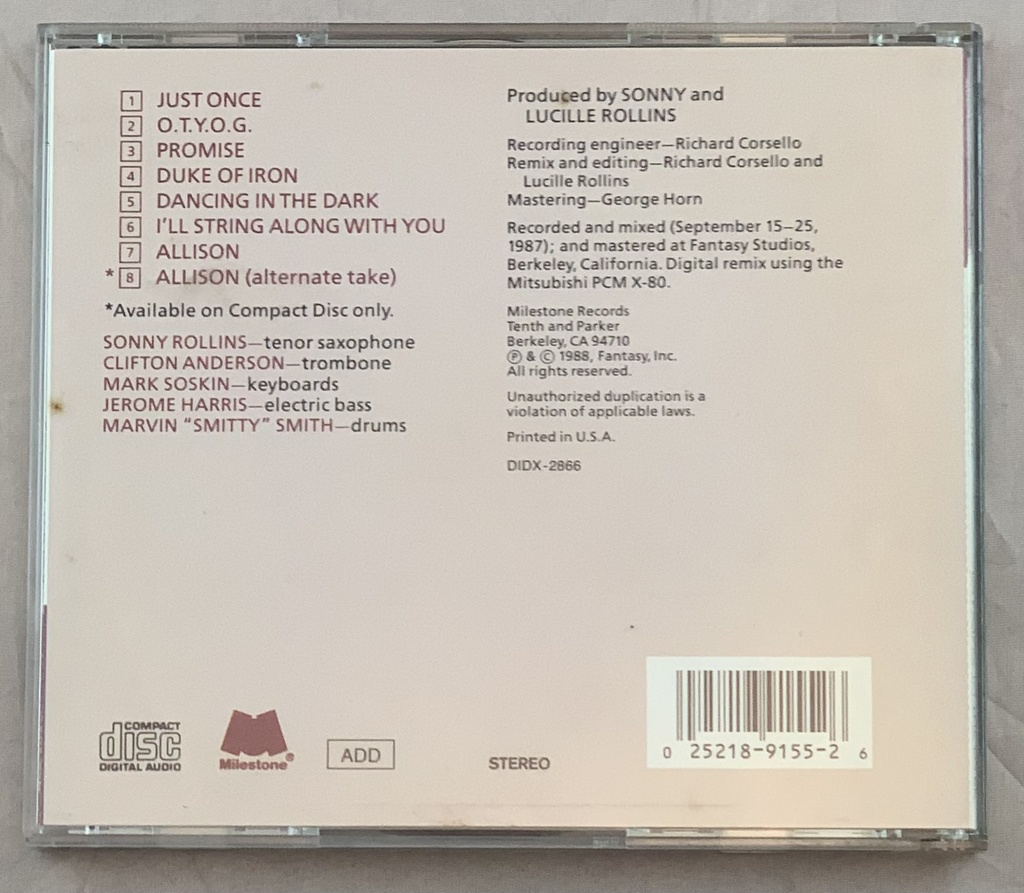 1 JUST ONCE
2 O.T.Y.O.G.
3 PROMISE
4 DUKE OF IRON
5 DANCING IN THE DARK
6 I'LL STRING ALONG WITH YOU
7 ALLISON
*8 ALLISON (alternate take)
*Available on Compact Disc only.
SONNY ROLLINS—tenor saxophone
CLIFTON ANDERSON—trombone
MARK SOSKIN—keyboards
JEROME HARRIS—electric bass
MARVIN "SMITTY" SMITH—drums
Produced by SONNY and
LUCILLE ROLLINS
Recording engineer—Richard Corsello
Remix and editing—Richard Corsello and
Lucille Rollins
Mastering—George Horn
Recorded and mixed (September 15–25,
1987); and mastered at Fantasy Studios,
Berkeley, California. Digital remix using the
Mitsubishi PCM X-80.
Milestone Records
Tenth and Parker
Berkeley, CA 94710
Ⓟ & © 1988, Fantasy, Inc.
All rights reserved.
Unauthorized duplication is a
violation of applicable laws.
Printed in U.S.A.
DIDX-2866
COMPACT
disc
DIGITAL AUDIO
Milestone®
ADD
STEREO
0 25218-9155-2 6